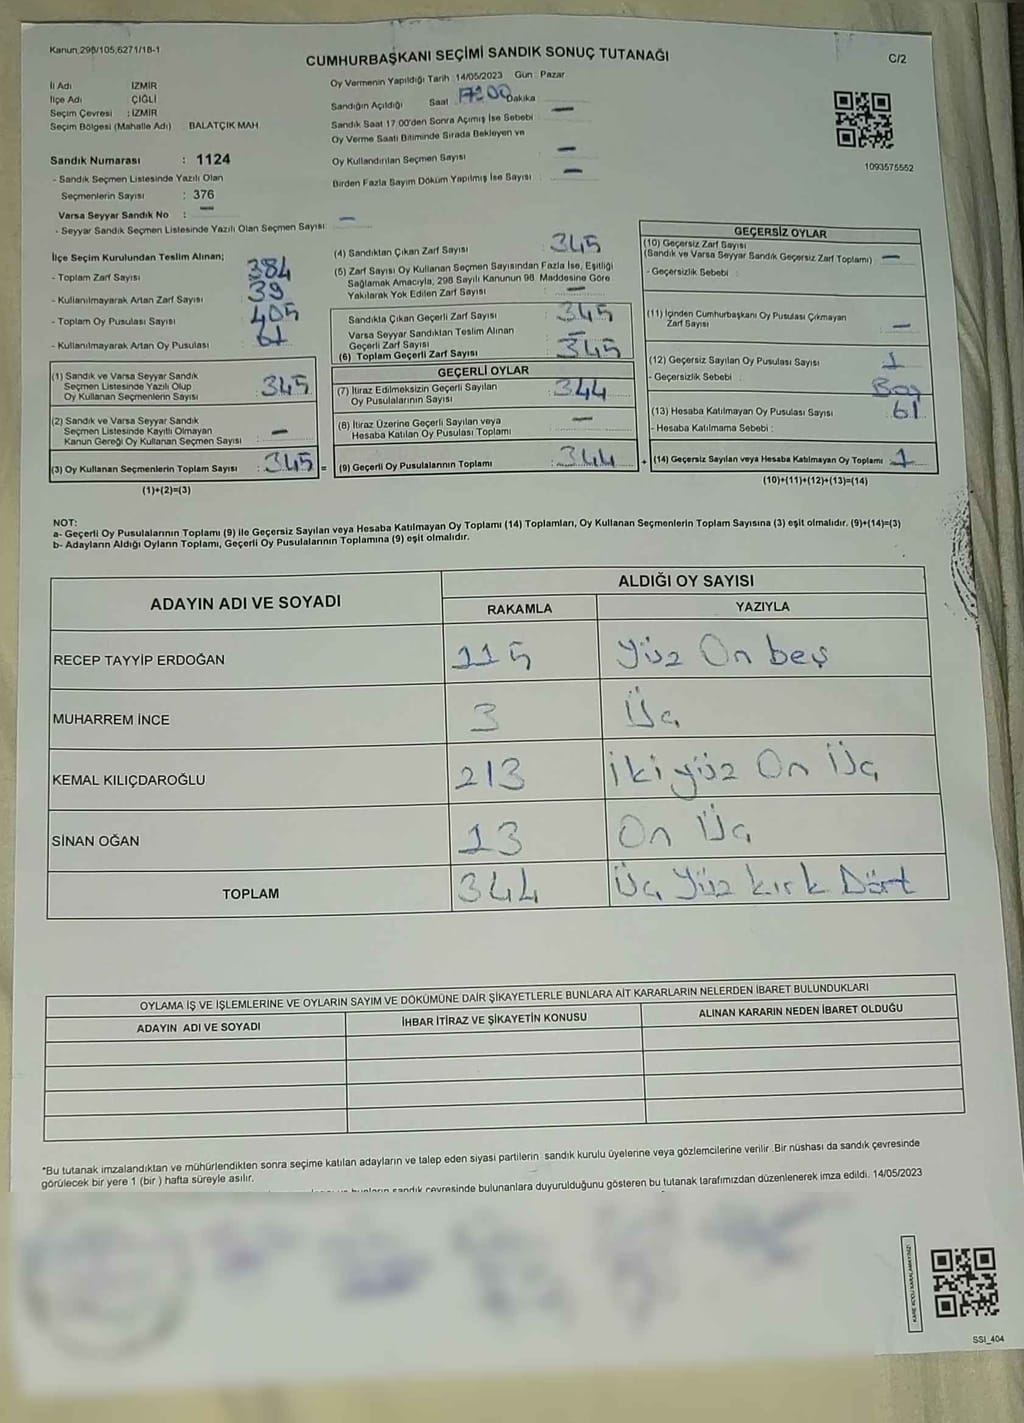 Kanun:298/105,6271/18-1
CUMHURBAŞKANI SEÇİMİ SANDIK SONUÇ TUTANAĞI
C/2
İl Adı İZMİR
İlçe Adı : ÇİĞLİ
Seçim Çevresi : İZMİR
Seçim Bölgesi (Mahalle Adı) BALATÇIK MAH
Sandık Numarası : 1124
- Sandık Seçmen Listesinde Yazılı Olan
Seçmenlerin Sayısı : 376
Varsa Seyyar Sandık No : –
- Seyyar Sandık Seçmen Listesinde Yazılı Olan Seçmen Sayısı : –
Oy Vermenin Yapıldığı Tarih : 14/05/2023 Gün : Pazar
Sandığın Açıldığı Saat 17:00 Dakika
Sandık Saat 17.00'den Sonra Açımış İse Sebebi –
Oy Verme Saati Bitiminde Sırada Bekleyen ve
Oy Kullandırılan Seçmen Sayısı –
Birden Fazla Sayım Döküm Yapılmış İse Sayısı : –
1093575552
İlçe Seçim Kurulundan Teslim Alınan;
- Toplam Zarf Sayısı 384
- Kullanılmayarak Artan Zarf Sayısı 39
- Toplam Oy Pusulası Sayısı 405
- Kullanılmayarak Artan Oy Pusulası 61
(1) Sandık ve Varsa Seyyar Sandık
Seçmen Listesinde Yazılı Olup
Oy Kullanan Seçmenlerin Sayısı : 345
(2) Sandık ve Varsa Seyyar Sandık
Seçmen Listesinde Kayıtlı Olmayan
Kanun Gereği Oy Kullanan Seçmen Sayısı : –
(3) Oy Kullanan Seçmenlerin Toplam Sayısı : 345 =
(1)+(2)=(3)
(4) Sandıktan Çıkan Zarf Sayısı 345
(5) Zarf Sayısı Oy Kullanan Seçmen Sayısından Fazla İse, Eşitliği
Sağlamak Amacıyla, 298 Sayılı Kanunun 98. Maddesine Göre
Yakılarak Yok Edilen Zarf Sayısı : –
Sandıkta Çıkan Geçerli Zarf Sayısı : 345
Varsa Seyyar Sandıktan Teslim Alınan
Geçerli Zarf Sayısı : –
(6) Toplam Geçerli Zarf Sayısı : 345
GEÇERLİ OYLAR
(7) İtiraz Edilmeksizin Geçerli Sayılan
Oy Pusulalarının Sayısı : 344
(8) İtiraz Üzerine Geçerli Sayılan veya
Hesaba Katılan Oy Pusulası Toplamı : –
(9) Geçerli Oy Pusulalarının Toplamı : 344 +
GEÇERSİZ OYLAR
(10) Geçersiz Zarf Sayısı
(Sandık ve Varsa Seyyar Sandık Geçersiz Zarf Toplamı) –
- Geçersizlik Sebebi :
(11) İçinden Cumhurbaşkanı Oy Pusulası Çıkmayan
Zarf Sayısı –
(12) Geçersiz Sayılan Oy Pusulası Sayısı : 1
- Geçersizlik Sebebi : Boş
(13) Hesaba Katılmayan Oy Pusulası Sayısı : 61
- Hesaba Katılmama Sebebi :
(14) Geçersiz Sayılan veya Hesaba Katılmayan Oy Toplamı : 1
(10)+(11)+(12)+(13)=(14)
NOT:
a- Geçerli Oy Pusulalarının Toplamı (9) ile Geçersiz Sayılan veya Hesaba Katılmayan Oy Toplamı (14) Toplamları, Oy Kullanan Seçmenlerin Toplam Sayısına (3) eşit olmalıdır. (9)+(14)=(3)
b- Adayların Aldığı Oyların Toplamı, Geçerli Oy Pusulalarının Toplamına (9) eşit olmalıdır.
ADAYIN ADI VE SOYADI ALDIĞI OY SAYISI
RAKAMLA YAZIYLA
RECEP TAYYİP ERDOĞAN 115 Yüz On beş
MUHARREM İNCE 3 Üç
KEMAL KILIÇDAROĞLU 213 İki yüz On Üç
SİNAN OĞAN 13 On Üç
TOPLAM 344 Üç Yüz kırk Dört
OYLAMA İŞ VE İŞLEMLERİNE VE OYLARIN SAYIM VE DÖKÜMÜNE DAİR ŞİKAYETLERLE BUNLARA AİT KARARLARIN NELERDEN İBARET BULUNDUKLARI
ADAYIN ADI VE SOYADI İHBAR İTİRAZ VE ŞİKAYETİN KONUSU ALINAN KARARIN NEDEN İBARET OLDUĞU
*Bu tutanak imzalandıktan ve mühürlendikten sonra seçime katılan adayların ve talep eden siyasi partilerin sandık kurulu üyelerine veya gözlemcilerine verilir .Bir nüshası da sandık çevresinde
görülecek bir yere 1 (bir ) hafta süreyle asılır.
sandık çevresinde bulunanlara duyurulduğunu gösteren bu tutanak tarafımızdan düzenlenerek imza edildi. 14/05/2023
KARE KODU KARALAMAYINIZ!
SSI_404